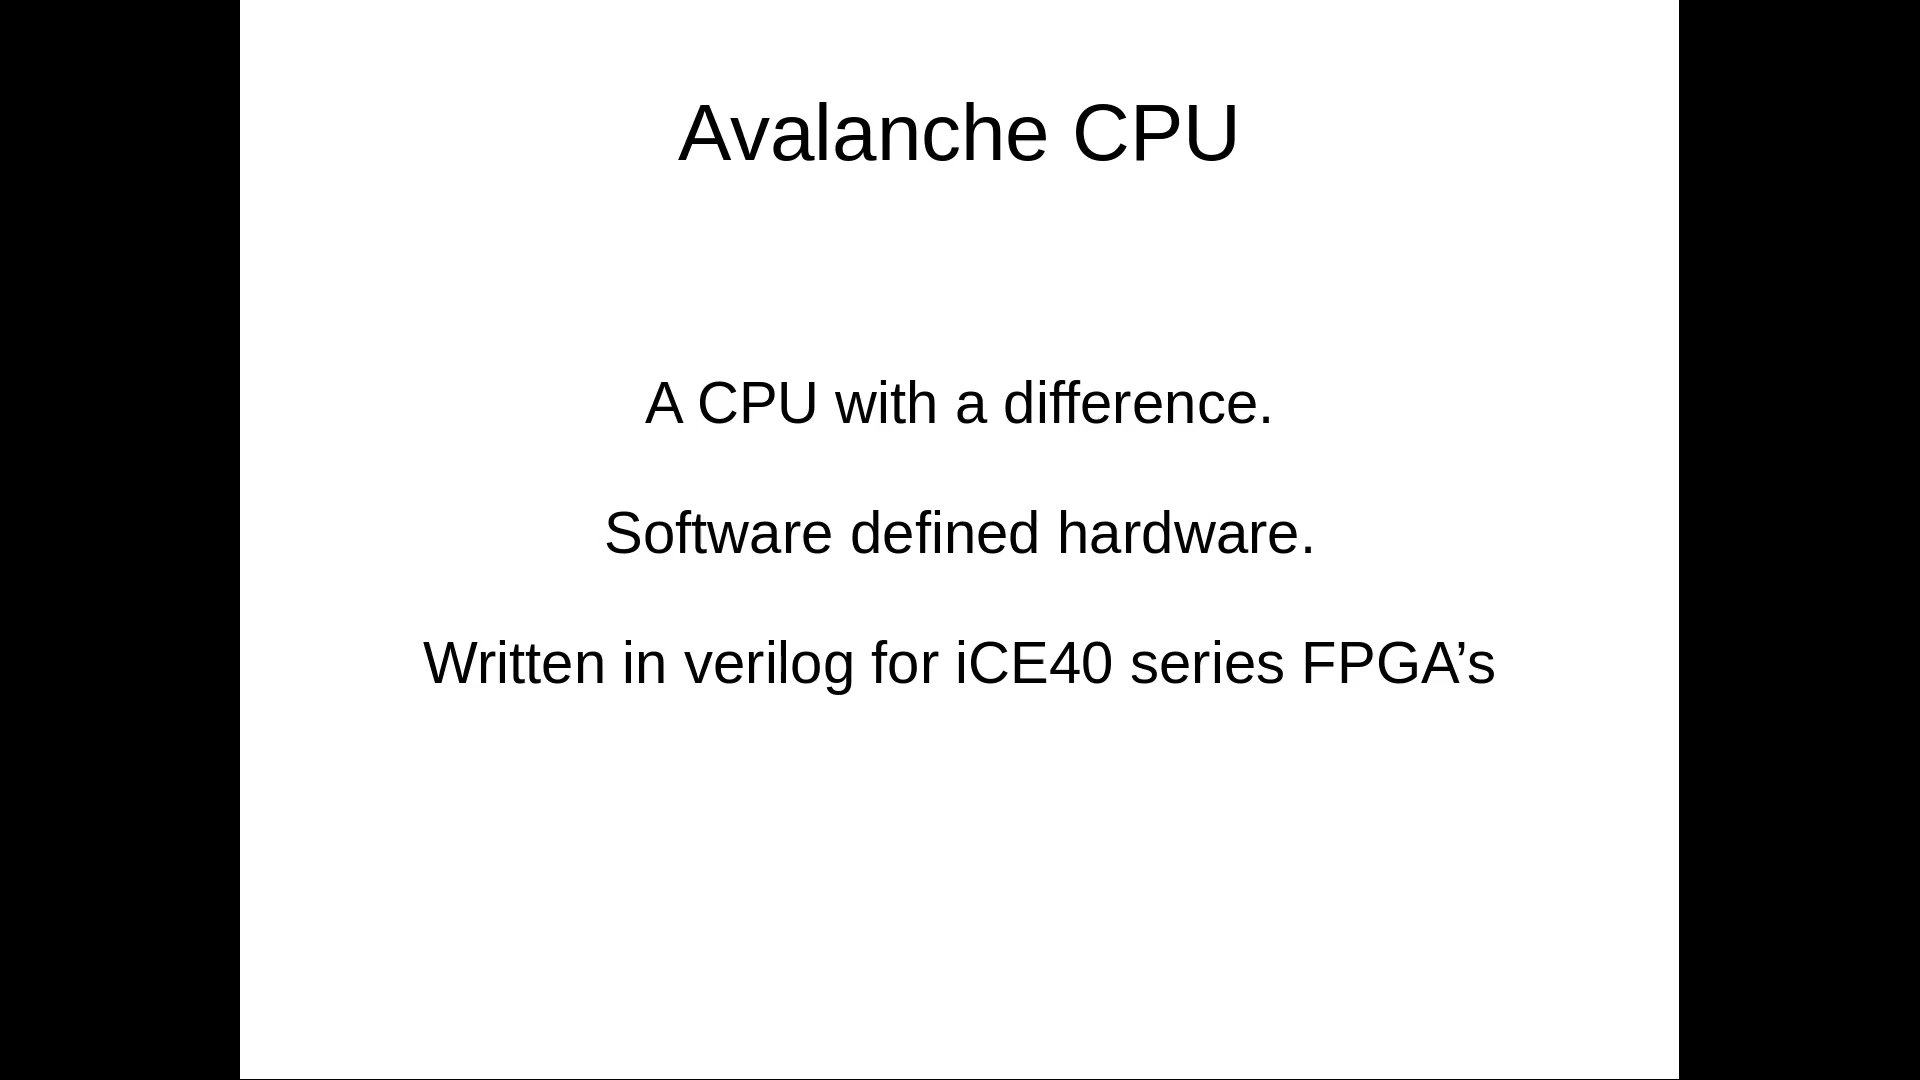 Avalanche CPU
A CPU with a difference.
Software defined hardware.
Written in verilog for iCE40 series FPGA’s